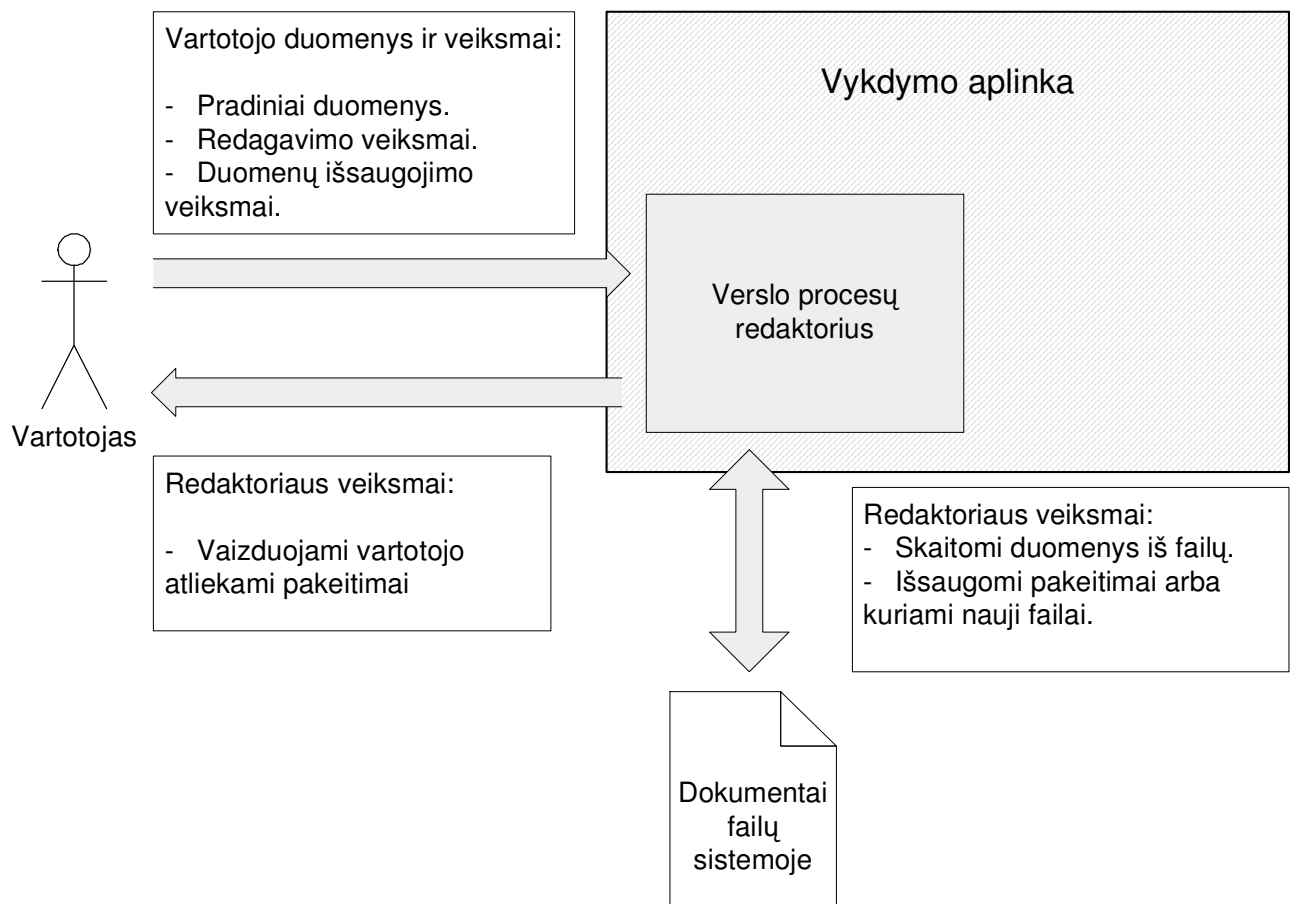 Vartotojo duomenys ir veiksmai:
- Pradiniai duomenys.
- Redagavimo veiksmai.
- Duomenų išsaugojimo
veiksmai.
Vykdymo aplinka
Verslo procesų
redaktorius
Vartotojas
Redaktoriaus veiksmai:
- Vaizduojami vartotojo
atliekami pakeitimai
Redaktoriaus veiksmai:
- Skaitomi duomenys iš failų.
- Išsaugomi pakeitimai arba
kuriami nauji failai.
Dokumentai
failų
sistemoje